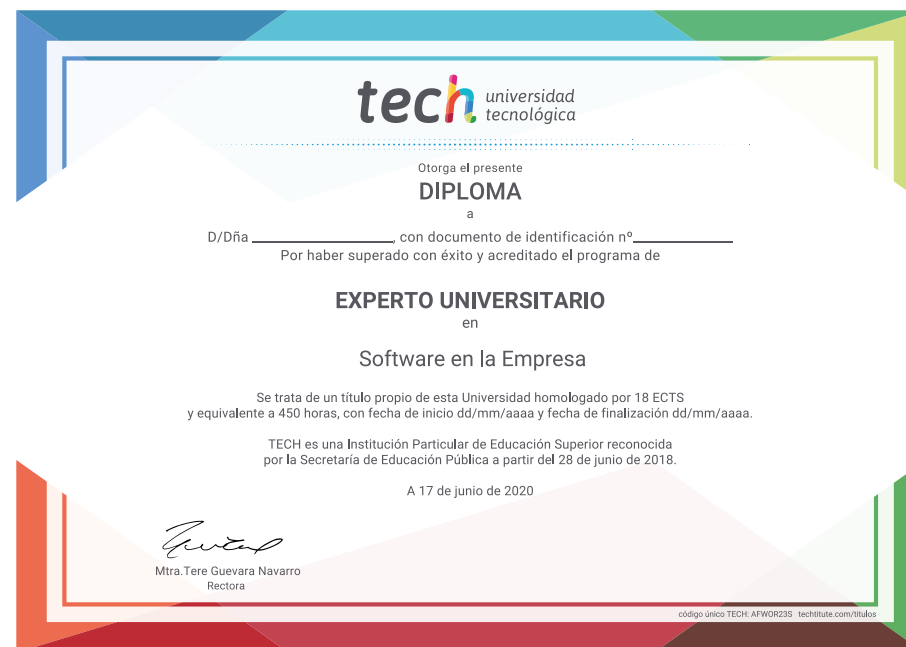 tech universidad
tecnológica
Otorga el presente
DIPLOMA
a
D/Dña ____________, con documento de identificación nº____________
Por haber superado con éxito y acreditado el programa de
EXPERTO UNIVERSITARIO
en
Software en la Empresa
Se trata de un título propio de esta Universidad homologado por 18 ECTS
y equivalente a 450 horas, con fecha de inicio dd/mm/aaaa y fecha de finalización dd/mm/aaaa.
TECH es una Institución Particular de Educación Superior reconocida
por la Secretaría de Educación Pública a partir del 28 de junio de 2018.
A 17 de junio de 2020
Mtra.Tere Guevara Navarro
Rectora
código único TECH: AFWOR23S techtitute.com/titulos